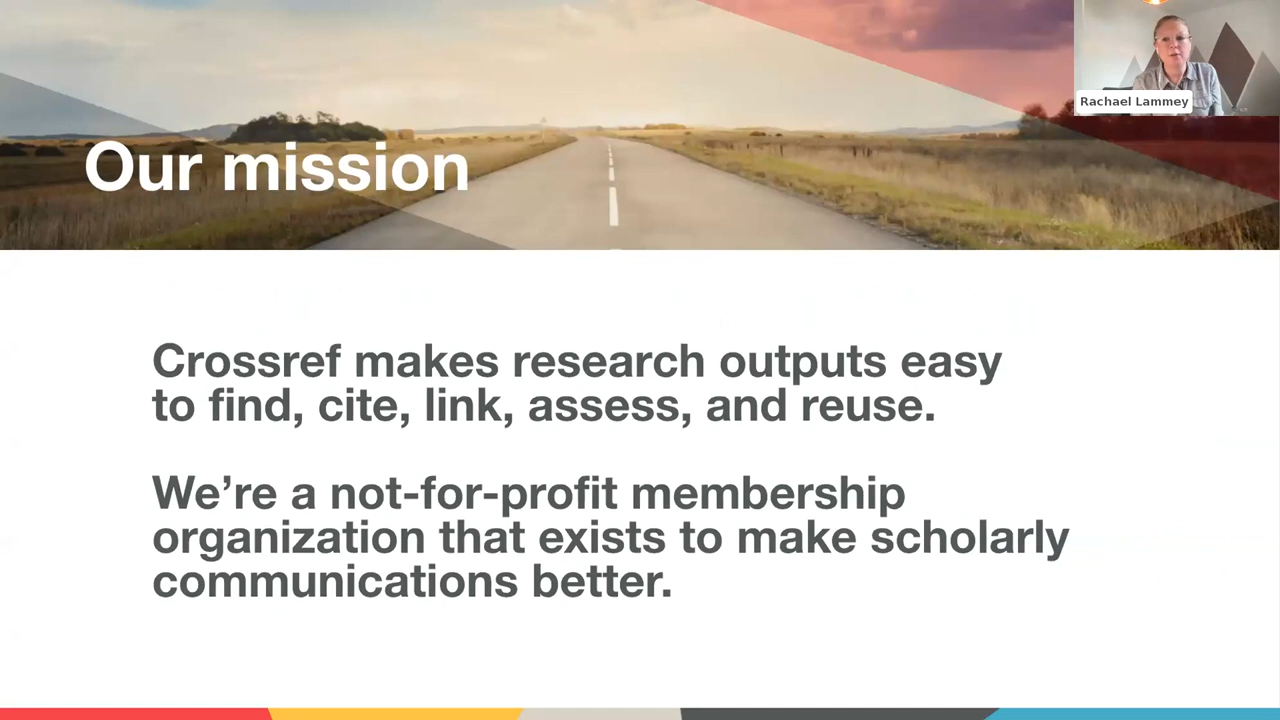 Rachael Lammey
Our mission
Crossref makes research outputs easy
to find, cite, link, assess, and reuse.
We’re a not-for-profit membership
organization that exists to make scholarly
communications better.